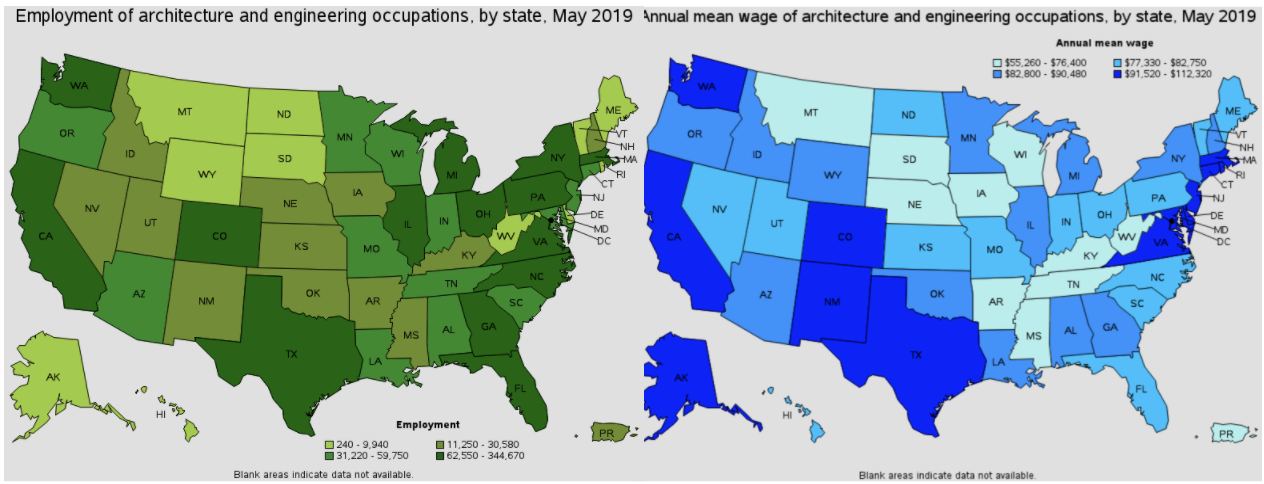 Employment of architecture and engineering occupations, by state, May 2019
WA
MT
ND
MN
ME
OR
ID
SD
WI
VT
NH
MA
NY
MI
RI
CT
WY
NE
IA
PA
NJ
NV
UT
CO
IL
IN
OH
DE
MD
DC
WV
VA
CA
KS
MO
KY
NC
TN
AZ
NM
OK
AR
SC
MS
AL
GA
TX
LA
FL
AK
HI
PR
Employment
240 - 9,940
11,250 - 30,580
31,220 - 59,750
62,550 - 344,670
Blank areas indicate data not available.
Annual mean wage of architecture and engineering occupations, by state, May 2019
Annual mean wage
$55,260 - $76,400
$77,330 - $82,750
$82,800 - $90,480
$91,520 - $112,320
WA
MT
ND
MN
ME
OR
ID
SD
WI
VT
NH
MA
NY
MI
RI
CT
WY
NE
IA
PA
NJ
NV
UT
CO
IL
IN
OH
DE
MD
DC
WV
VA
CA
KS
MO
KY
NC
TN
AZ
NM
OK
AR
SC
MS
AL
GA
TX
LA
FL
AK
HI
PR
Blank areas indicate data not available.